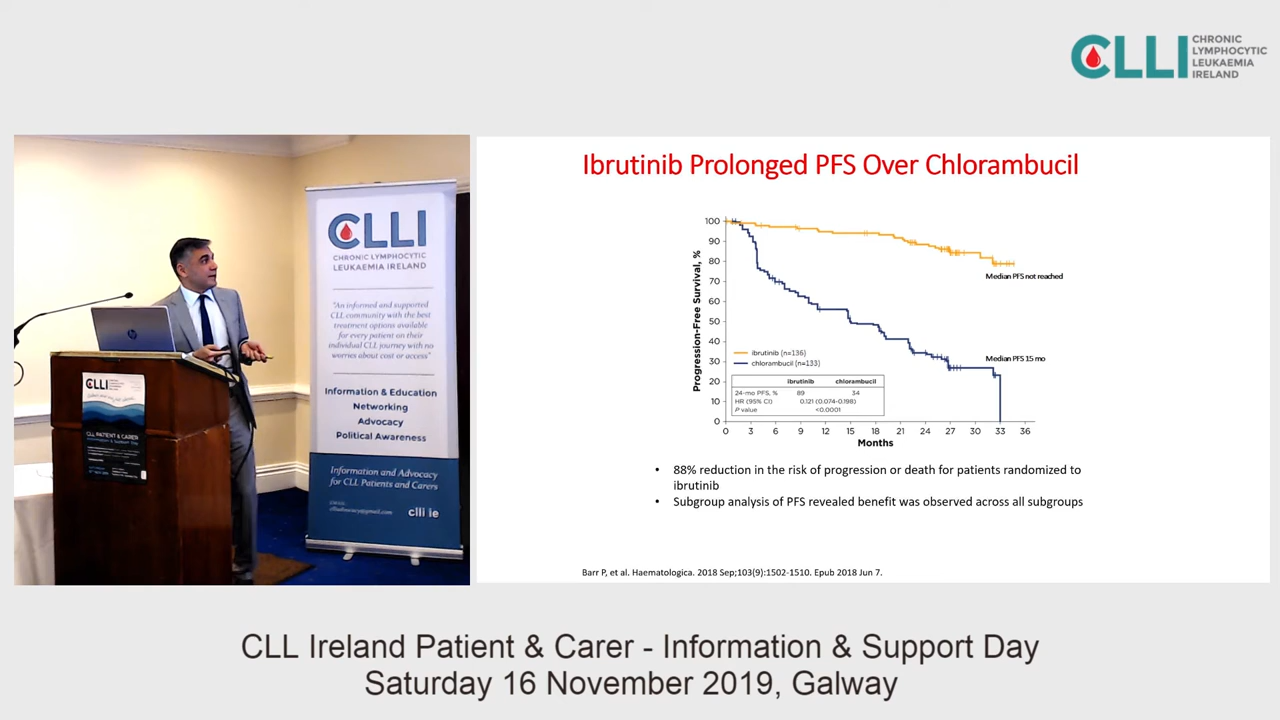 CLLI
CHRONIC
LYMPHOCYTIC
LEUKAEMIA
IRELAND
CLLI
CHRONIC LYMPHOCYTIC
LEUKAEMIA IRELAND
"An informed and supported
CLL community with the best
treatment options available
for every patient on their
individual CLL journey with no
worries about cost or access"
Information & Education
Networking
Advocacy
Political Awareness
Information and Advocacy
for CLL Patients and Carers
clli ie
hp
CLLI
CLL PATIENT & CARER
Ibrutinib Prolonged PFS Over Chlorambucil
Progression-Free Survival, %
100
90
80
70
60
50
40
30
20
10
0
Median PFS not reached
Median PFS 15 mo
ibrutinib (n=136)
chlorambucil (n=133)
ibrutinib chlorambucil
24-mo PFS, % 89 34
HR (95% CI) 0.121 (0.074-0.198)
P value <0.0001
0 3 6 9 12 15 18 21 24 27 30 33 36
Months
• 88% reduction in the risk of progression or death for patients randomized to
ibrutinib
• Subgroup analysis of PFS revealed benefit was observed across all subgroups
Barr P, et al. Haematologica. 2018 Sep;103(9):1502-1510. Epub 2018 Jun 7.
CLL Ireland Patient & Carer - Information & Support Day
Saturday 16 November 2019, Galway